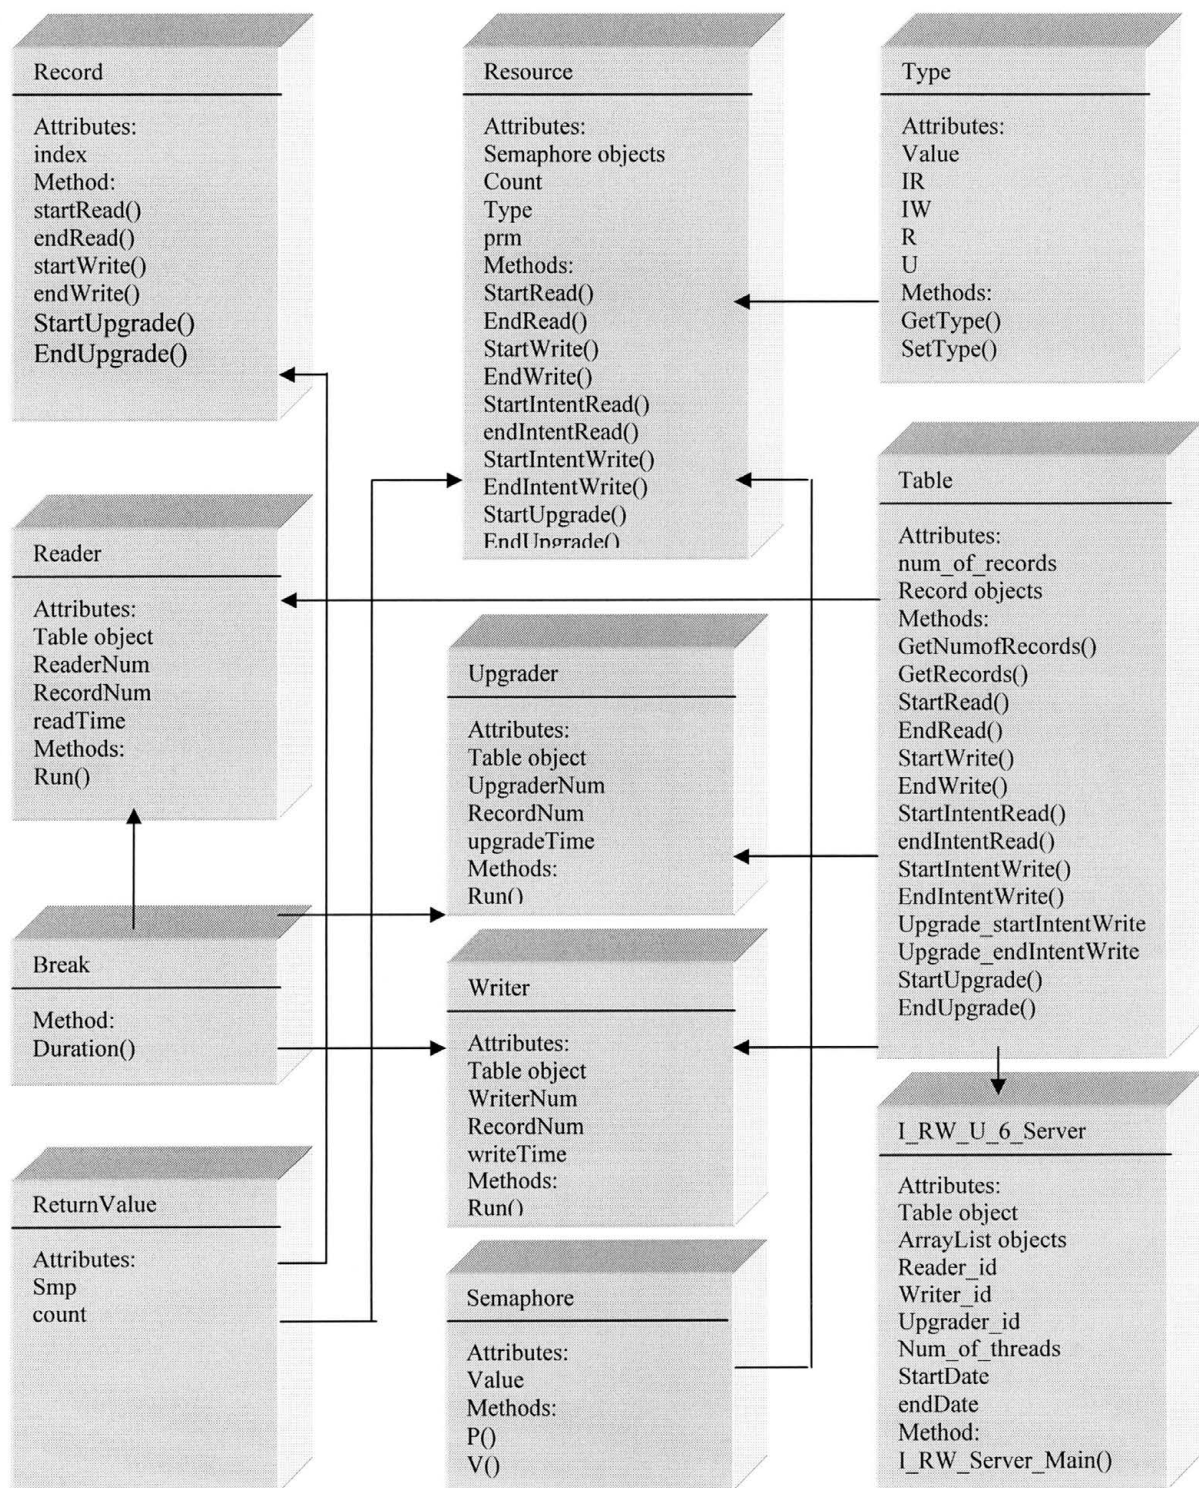 Record
Attributes:
index
Method:
startRead()
endRead()
startWrite()
endWrite()
StartUpgrade()
EndUpgrade()
Resource
Attributes:
Semaphore objects
Count
Type
prm
Methods:
StartRead()
EndRead()
StartWrite()
EndWrite()
StartIntentRead()
endIntentRead()
StartIntentWrite()
EndIntentWrite()
StartUpgrade()
EndUpgrade()
Type
Attributes:
Value
IR
IW
R
U
Methods:
GetType()
SetType()
Reader
Attributes:
Table object
ReaderNum
RecordNum
readTime
Methods:
Run()
Upgrader
Attributes:
Table object
UpgraderNum
RecordNum
upgradeTime
Methods:
Run()
Table
Attributes:
num_of_records
Record objects
Methods:
GetNumofRecords()
GetRecords()
StartRead()
EndRead()
StartWrite()
EndWrite()
StartIntentRead()
endIntentRead()
StartIntentWrite()
EndIntentWrite()
Upgrade_startIntentWrite
Upgrade_endIntentWrite
StartUpgrade()
EndUpgrade()
Break
Method:
Duration()
Writer
Attributes:
Table object
WriterNum
RecordNum
writeTime
Methods:
Run()
ReturnValue
Attributes:
Smp
count
Semaphore
Attributes:
Value
Methods:
P()
V()
I_RW_U_6_Server
Attributes:
Table object
ArrayList objects
Reader_id
Writer_id
Upgrader_id
Num_of_threads
StartDate
endDate
Method:
I_RW_Server_Main()